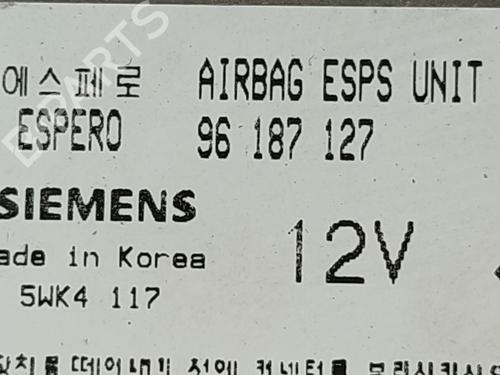 에스페로 AIRBAG ESPS UNIT
ESPERO 96 187 127
SIEMENS 12V
ade in Korea
5WK4 117